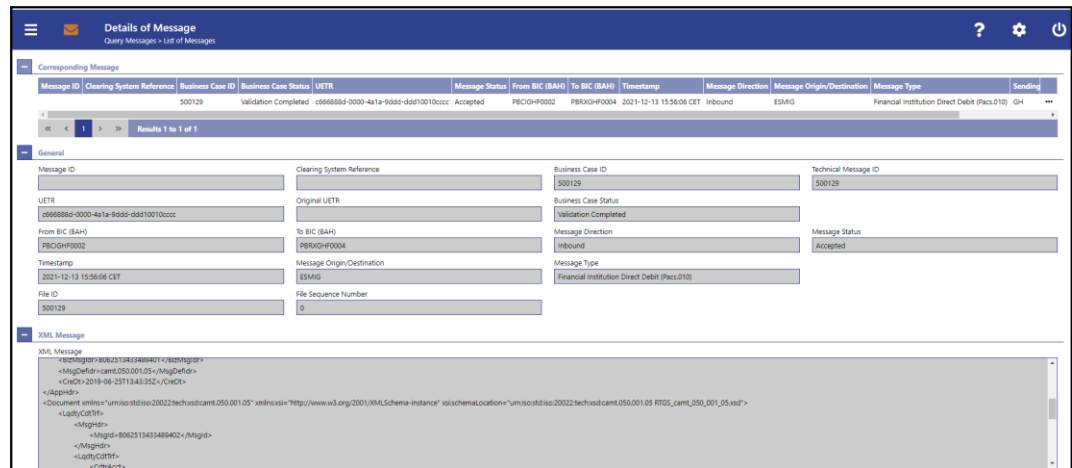 Details of Message
Query Messages > List of Messages
Corresponding Message
Message ID Clearing System Reference Business Case ID Business Case Status UETR Message Status From BIC (BAH) To BIC (BAH) Timestamp Message Direction Message Origin/Destination Message Type Sending
500129 Validation Completed c666888d-0000-4a1a-9ddd-ddd10010cccc Accepted PBCIGHF0002 PBRXGHF0004 2021-12-13 15:56:06 CET Inbound ESMIG Financial Institution Direct Debit (Pacs.010) GH ···
« < 1 > » Results 1 to 1 of 1
General
Message ID Clearing System Reference Business Case ID Technical Message ID
500129 500129
UETR Original UETR Business Case Status
c666888d-0000-4a1a-9ddd-ddd10010cccc Validation Completed
From BIC (BAH) To BIC (BAH) Message Direction Message Status
PBCIGHF0002 PBRXGHF0004 Inbound Accepted
Timestamp Message Origin/Destination Message Type
2021-12-13 15:56:06 CET ESMIG Financial Institution Direct Debit (Pacs.010)
File ID File Sequence Number
500129 0
XML Message
XML Message
<BizMsgIdr>8062513433489401</BizMsgIdr>
<MsgDefIdr>camt.050.001.05</MsgDefIdr>
<CreDt>2019-06-25T13:43:35Z</CreDt>
</AppHdr>
<Document xmlns="urn:iso:std:iso:20022:tech:xsd:camt.050.001.05" xmlns:xsi="http://www.w3.org/2001/XMLSchema-instance" xsi:schemaLocation="urn:iso:std:iso:20022:tech:xsd:camt.050.001.05 RTGS_camt_050_001_05.xsd">
<LqdtyCdtTrf>
<MsgHdr>
<MsgId>8062513433489402</MsgId>
</MsgHdr>
<LqdtyCdtTrf>
<CdtrAcct>